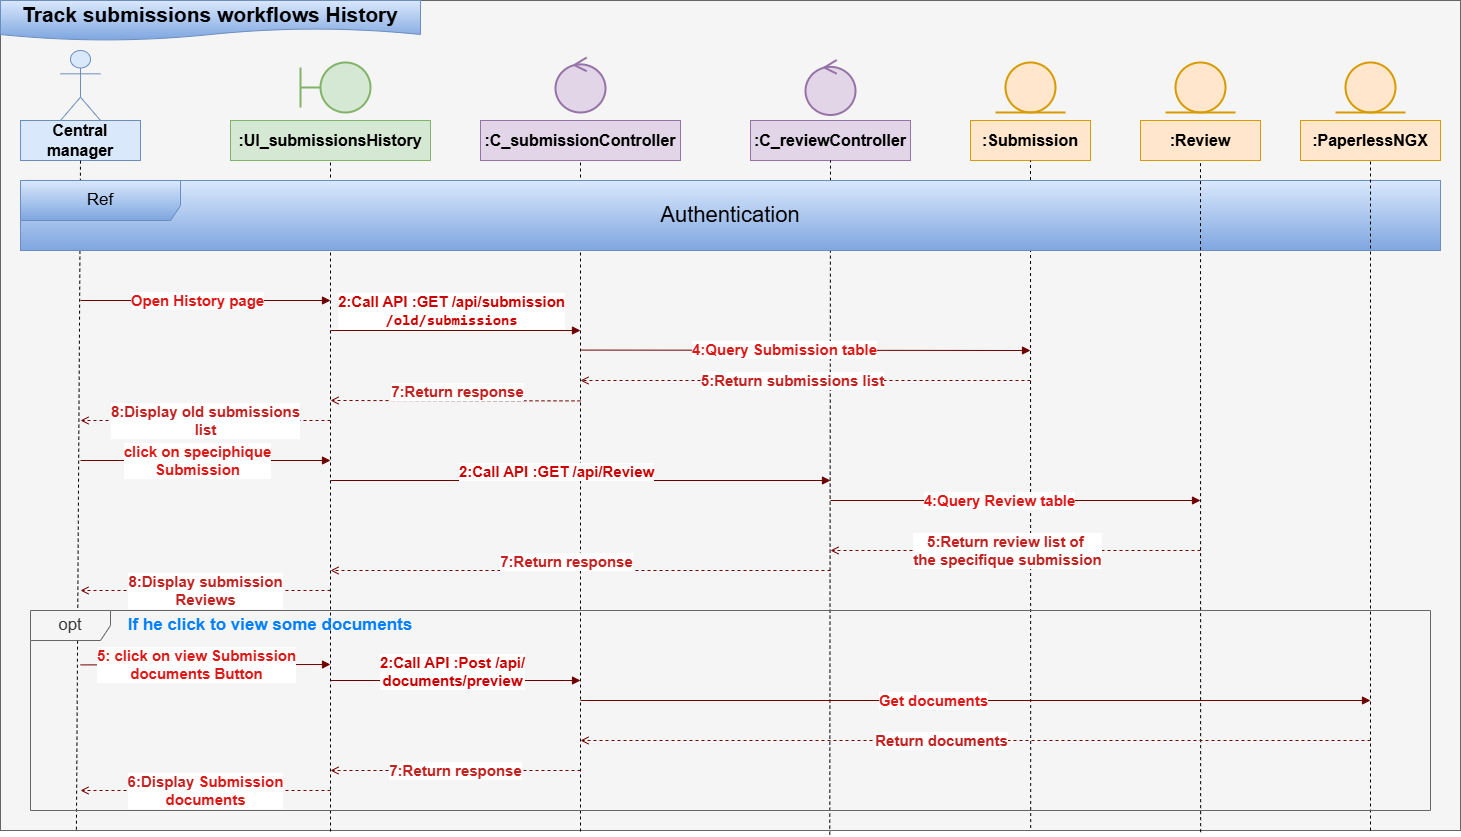 Track submissions workflows History
Central
manager
:UI_submissionsHistory
:C_submissionController
:C_reviewController
:Submission
:Review
:PaperlessNGX
Ref
Authentication
Open History page
2:Call API :GET /api/submission
/old/submissions
4:Query Submission table
5:Return submissions list
7:Return response
8:Display old submissions
list
click on speciphique
Submission
2:Call API :GET /api/Review
4:Query Review table
5:Return review list of
the specifique submission
7:Return response
8:Display submission
Reviews
opt
If he click to view some documents
5: click on view Submission
documents Button
2:Call API :Post /api/
documents/preview
Get documents
Return documents
7:Return response
6:Display Submission
documents